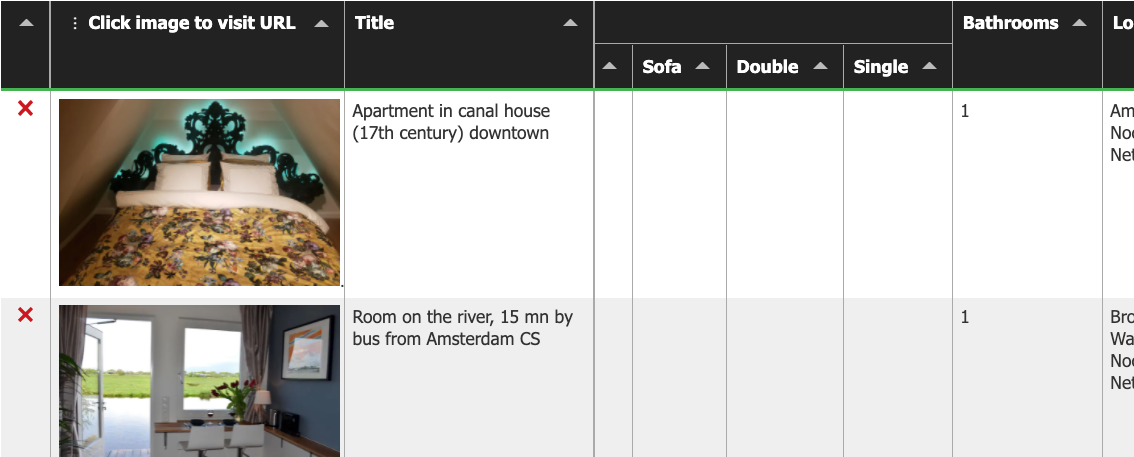 Click image to visit URL
Title
Bathrooms
Lo
Sofa
Double
Single
Apartment in canal house
(17th century) downtown
1
Am
Noo
Net
Room on the river, 15 mn by
bus from Amsterdam CS
1
Bro
Wa
Noo
Net